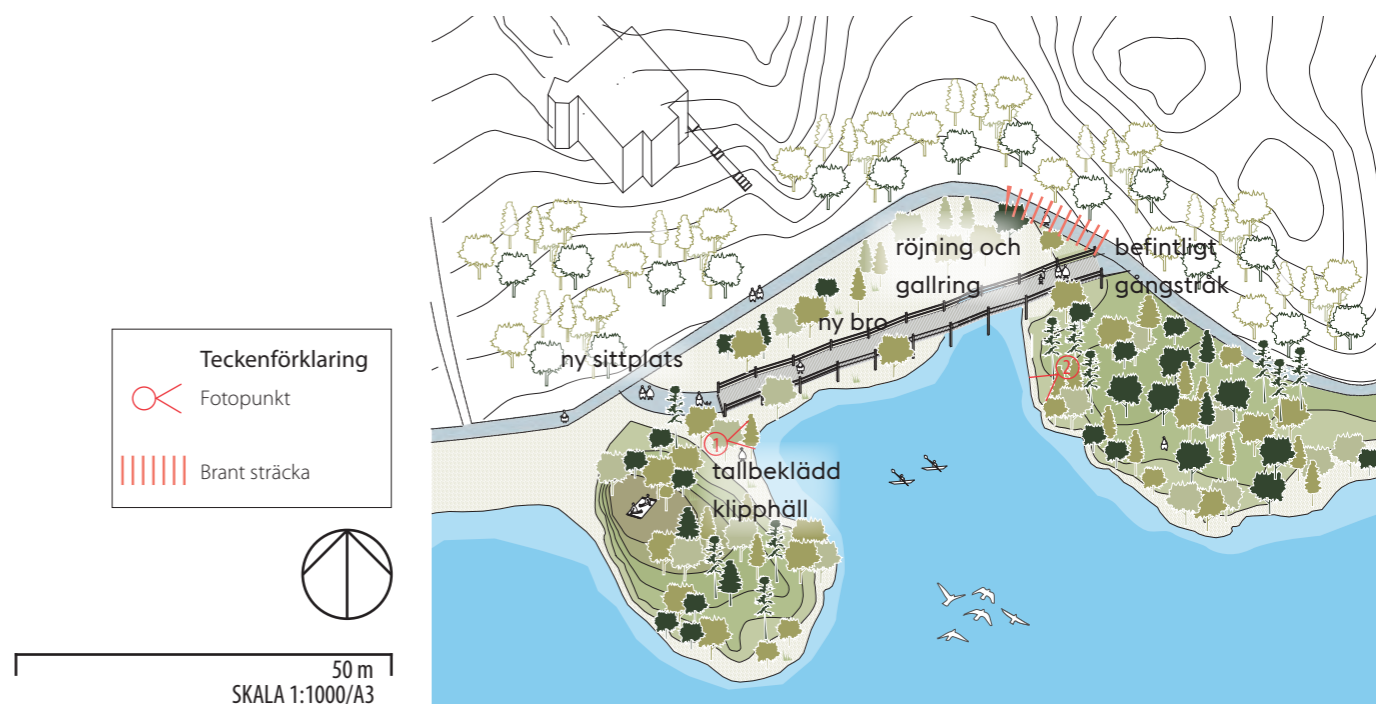 röjning och
gallring
befintligt
gångstråk
ny bro
ny sittplats
Teckenförklaring
Fotopunkt
Brant sträcka
1
2
tallbeklädd
klipphäll
50 m
SKALA 1:1000/A3